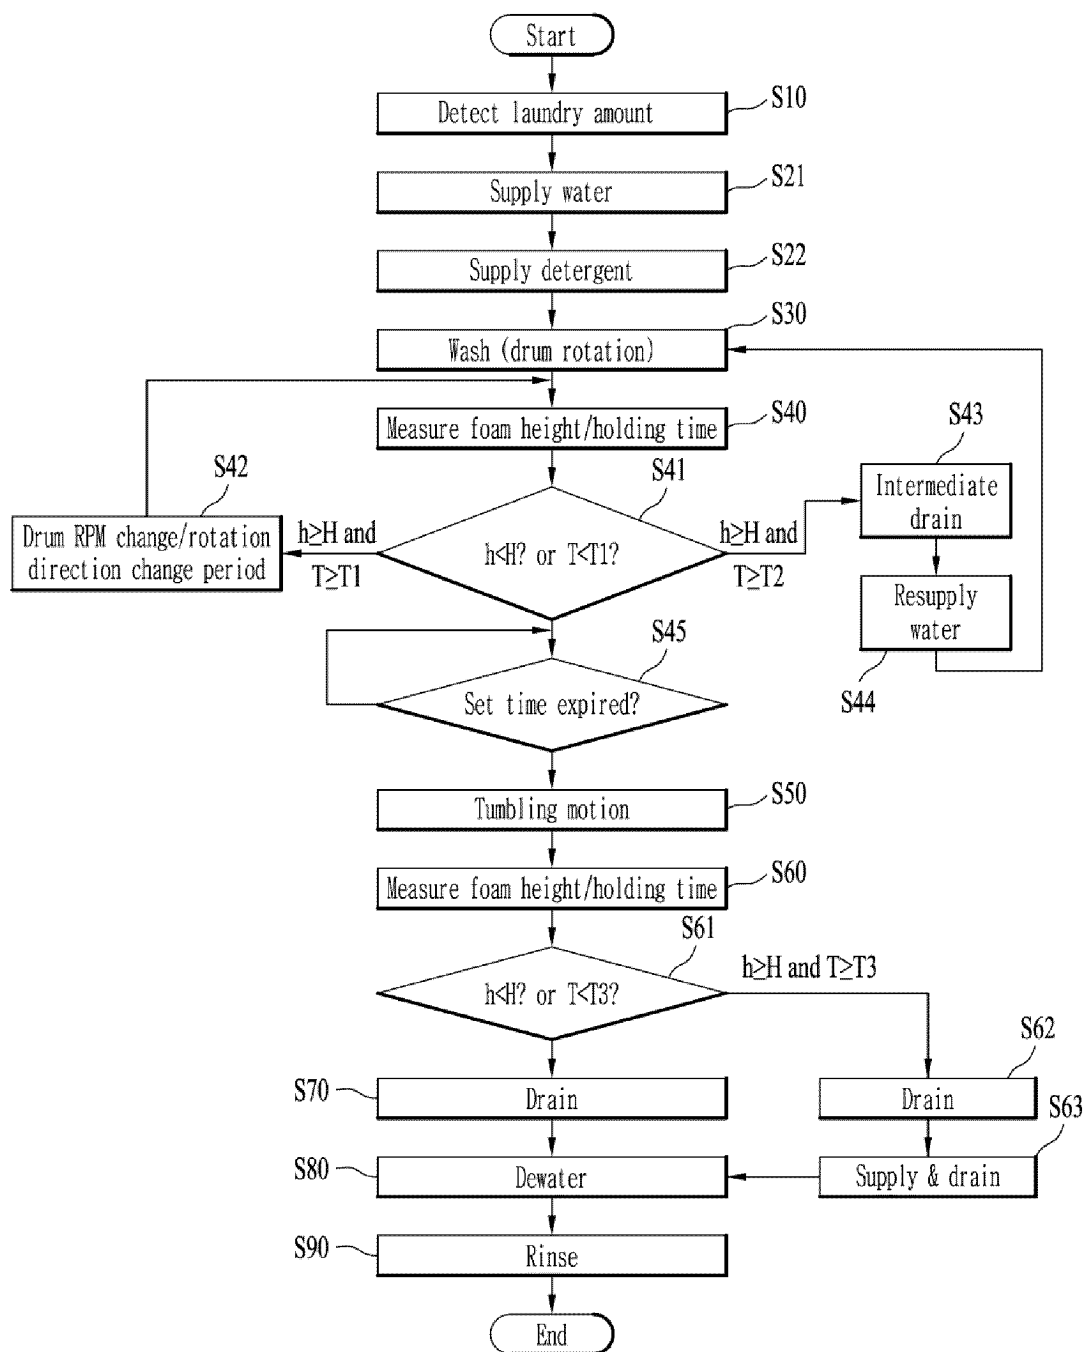 Start
Detect laundry amount
S10
Supply water
S21
Supply detergent
S22
Wash (drum rotation)
S30
Measure foam height/holding time
S40
S42
Drum RPM change/rotation
direction change period
h≥H and
T≥T1
S41
h<H? or T<T1?
h≥H and
T≥T2
S43
Intermediate
drain
Resupply
water
S44
S45
Set time expired?
Tumbling motion
S50
Measure foam height/holding time
S60
S61
h<H? or T<T3?
h≥H and T≥T3
S62
S70
Drain
Drain
S63
S80
Dewater
Supply & drain
S90
Rinse
End